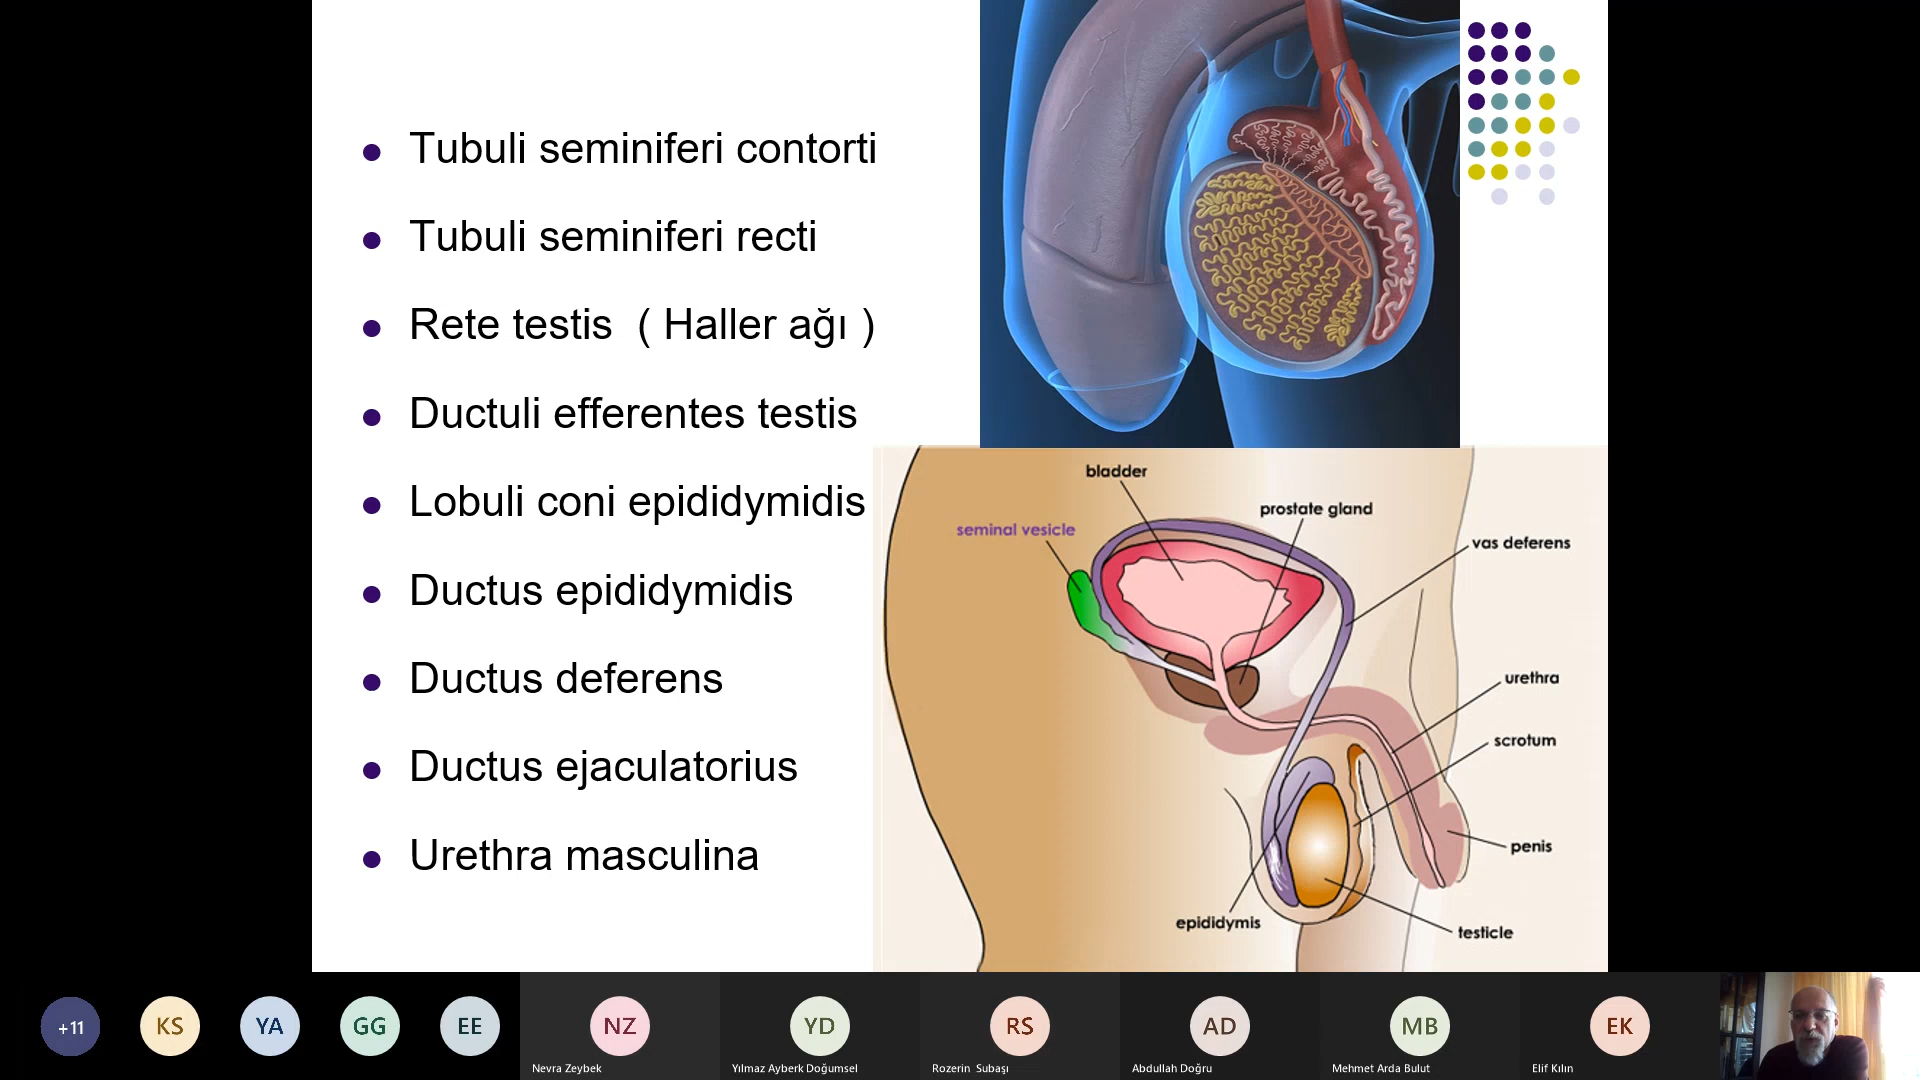 Tubuli seminiferi contorti
Tubuli seminiferi recti
Rete testis ( Haller ağı )
Ductuli efferentes testis
Lobuli coni epididymidis
Ductus epididymidis
Ductus deferens
Ductus ejaculatorius
Urethra masculina
bladder
prostate gland
seminal vesicle
vas deferens
urethra
scrotum
penis
epididymis
testicle
+11
KS
YA
GG
EE
NZ
YD
RS
AD
MB
EK
Nevra Zeybek
Yılmaz Ayberk Doğumsel
Rozerin Subaşı
Abdullah Doğru
Mehmet Arda Bulut
Elif Kılın